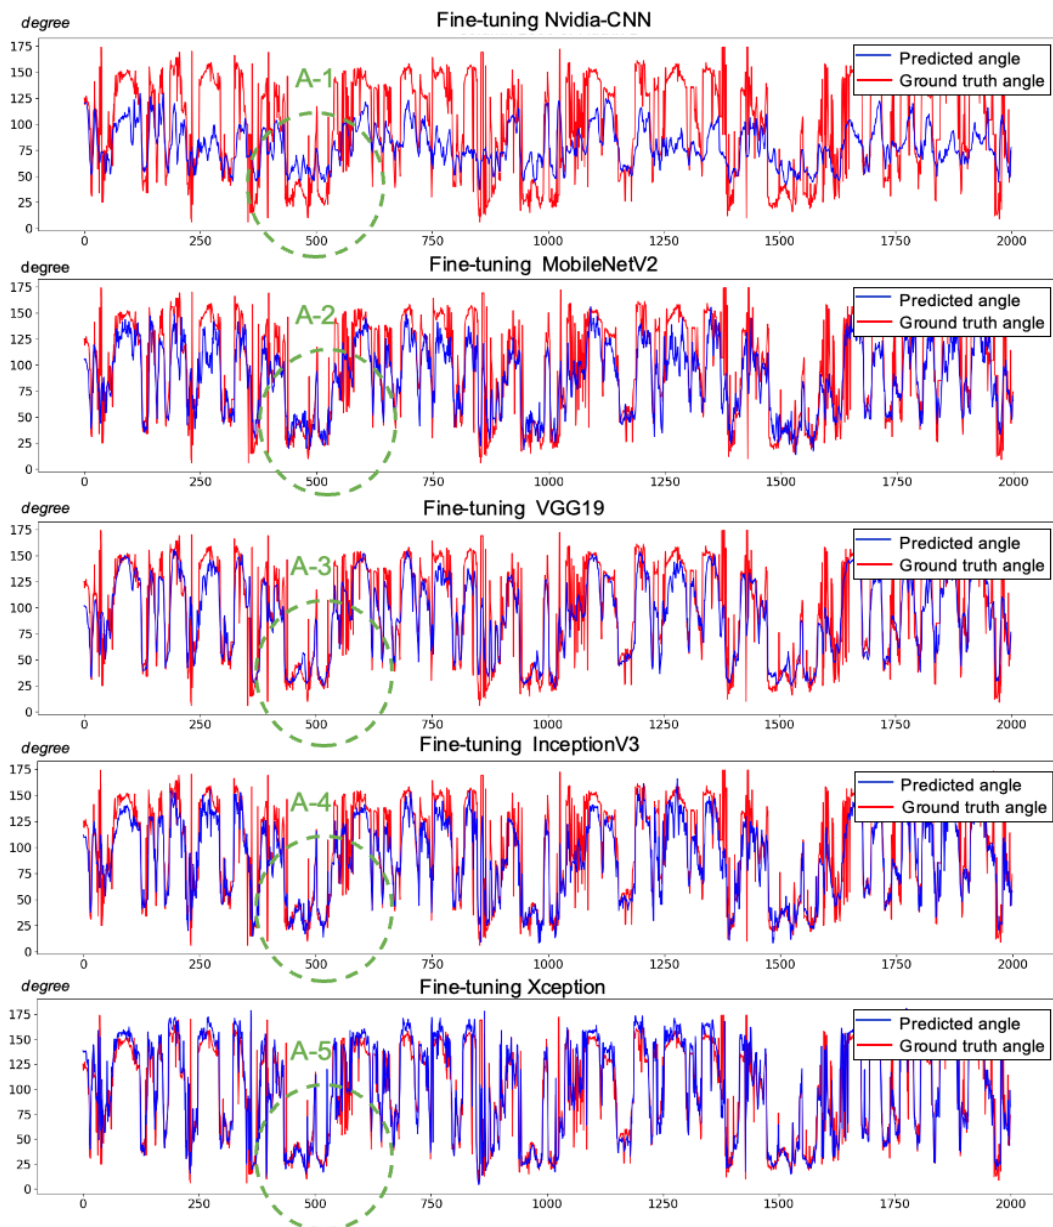 degree
Fine-tuning Nvidia-CNN
175
150
125
100
75
50
25
0
A-1
Predicted angle
Ground truth angle
0 250 500 750 1000 1250 1500 1750 2000
degree
Fine-tuning MobileNetV2
175
150
125
100
75
50
25
0
A-2
Predicted angle
Ground truth angle
0 250 500 750 1000 1250 1500 1750 2000
degree
Fine-tuning VGG19
175
150
125
100
75
50
25
0
A-3
Predicted angle
Ground truth angle
0 250 500 750 1000 1250 1500 1750 2000
degree
Fine-tuning InceptionV3
175
150
125
100
75
50
25
0
A-4
Predicted angle
Ground truth angle
0 250 500 750 1000 1250 1500 1750 2000
degree
Fine-tuning Xception
175
150
125
100
75
50
25
0
A-5
Predicted angle
Ground truth angle
0 250 500 750 1000 1250 1500 1750 2000